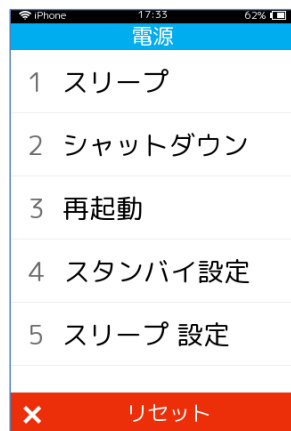 iPhone 17:33 62%
電源
1 スリープ
2 シャットダウン
3 再起動
4 スタンバイ設定
5 スリープ 設定
× リセット